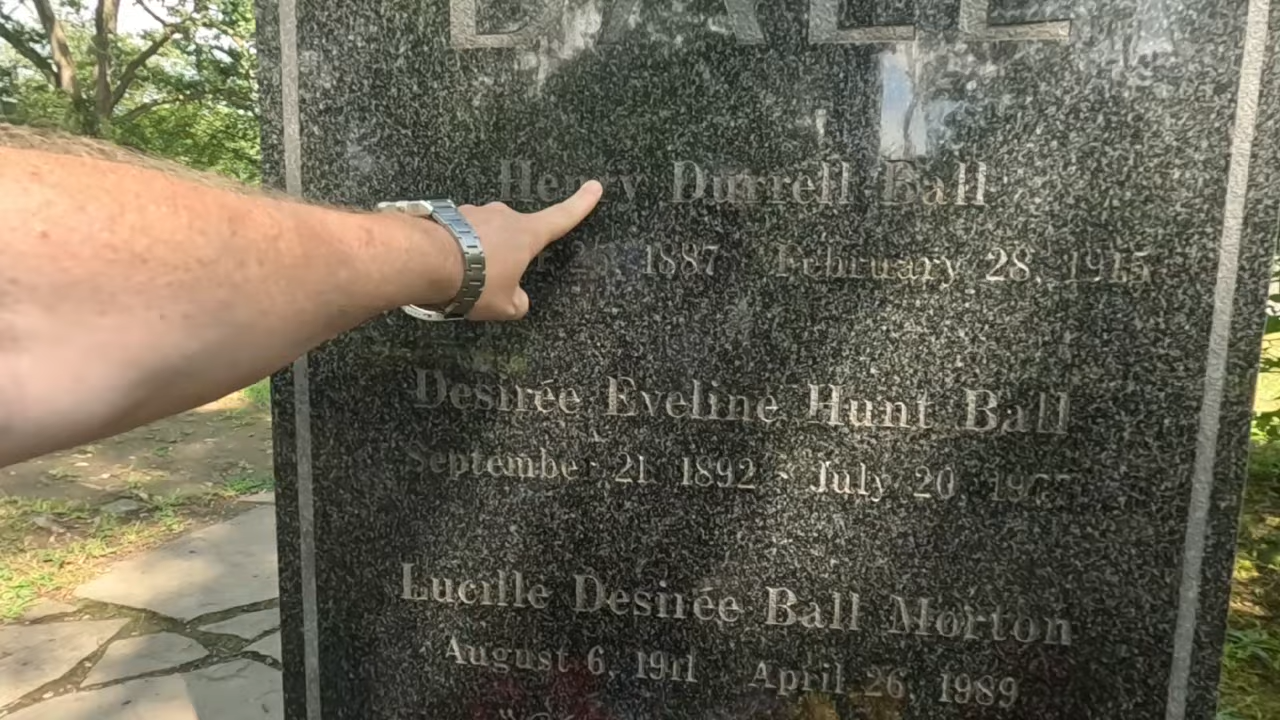 BALL
Henry Durrell Ball
1887 February 28, 1915
Desirée Eveline Hunt Ball
September 21 1892 - July 20
Lucille Desirée Ball Morton
August 6, 1911 April 26, 1989